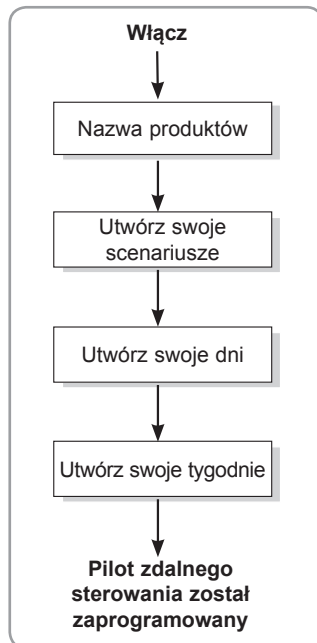 Włącz
Nazwa produktów
Utwórz swoje
scenariusze
Utwórz swoje dni
Utwórz swoje tygodnie
Pilot zdalnego
sterowania został
zaprogramowany